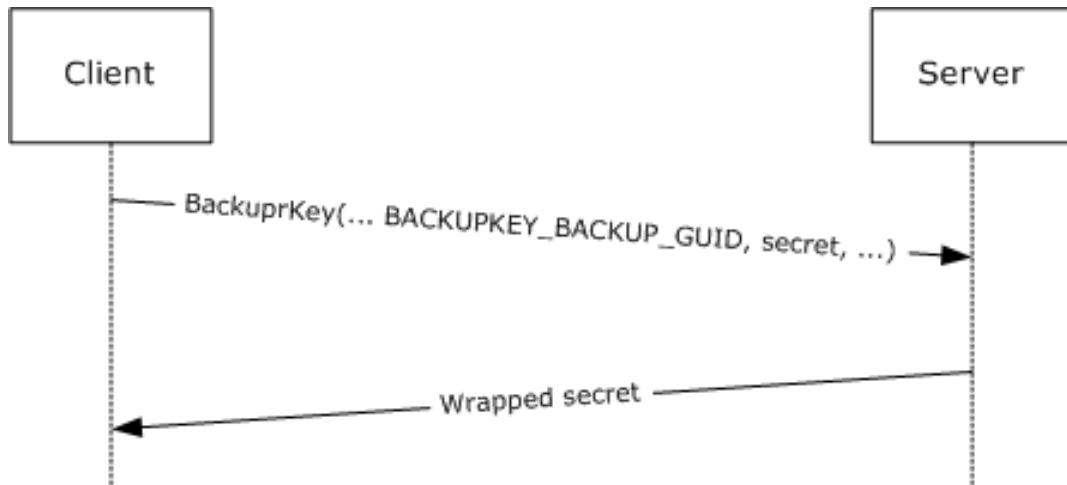 Client
Server
BackuprKey(... BACKUPKEY_BACKUP_GUID, secret, ...)
Wrapped secret